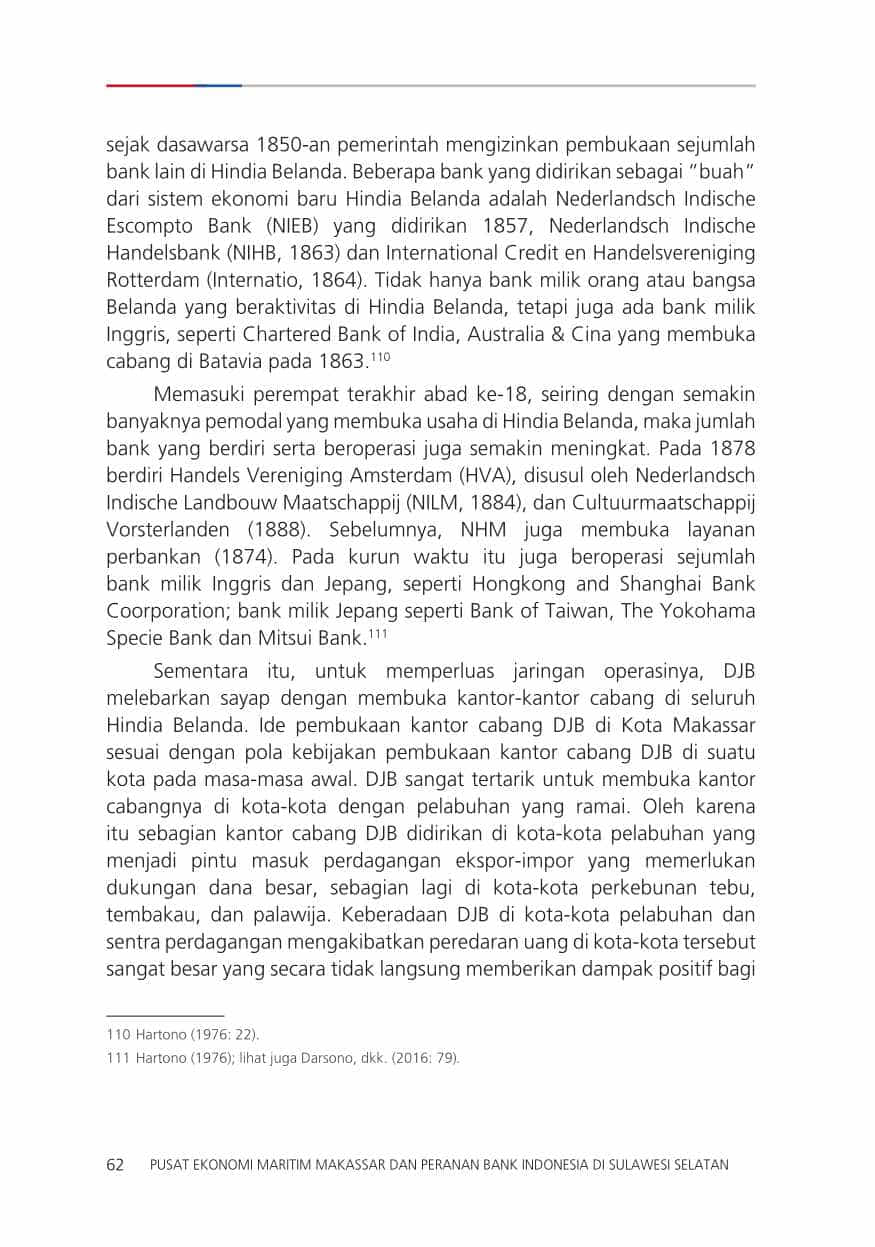 sejak dasawarsa 1850-an pemerintah mengizinkan pembukaan sejumlah
bank lain di Hindia Belanda. Beberapa bank yang didirikan sebagai “buah”
dari sistem ekonomi baru Hindia Belanda adalah Nederlandsch Indische
Escompto Bank (NIEB) yang didirikan 1857, Nederlandsch Indische
Handelsbank (NIHB, 1863) dan International Credit en Handelsvereniging
Rotterdam (Internatio, 1864). Tidak hanya bank milik orang atau bangsa
Belanda yang beraktivitas di Hindia Belanda, tetapi juga ada bank milik
Inggris, seperti Chartered Bank of India, Australia & Cina yang membuka
cabang di Batavia pada 1863.110
Memasuki perempat terakhir abad ke-18, seiring dengan semakin
banyaknya pemodal yang membuka usaha di Hindia Belanda, maka jumlah
bank yang berdiri serta beroperasi juga semakin meningkat. Pada 1878
berdiri Handels Vereniging Amsterdam (HVA), disusul oleh Nederlandsch
Indische Landbouw Maatschappij (NILM, 1884), dan Cultuurmaatschappij
Vorsterlanden (1888). Sebelumnya, NHM juga membuka layanan
perbankan (1874). Pada kurun waktu itu juga beroperasi sejumlah
bank milik Inggris dan Jepang, seperti Hongkong and Shanghai Bank
Coorporation; bank milik Jepang seperti Bank of Taiwan, The Yokohama
Specie Bank dan Mitsui Bank.111
Sementara itu, untuk memperluas jaringan operasinya, DJB
melebarkan sayap dengan membuka kantor-kantor cabang di seluruh
Hindia Belanda. Ide pembukaan kantor cabang DJB di Kota Makassar
sesuai dengan pola kebijakan pembukaan kantor cabang DJB di suatu
kota pada masa-masa awal. DJB sangat tertarik untuk membuka kantor
cabangnya di kota-kota dengan pelabuhan yang ramai. Oleh karena
itu sebagian kantor cabang DJB didirikan di kota-kota pelabuhan yang
menjadi pintu masuk perdagangan ekspor-impor yang memerlukan
dukungan dana besar, sebagian lagi di kota-kota perkebunan tebu,
tembakau, dan palawija. Keberadaan DJB di kota-kota pelabuhan dan
sentra perdagangan mengakibatkan peredaran uang di kota-kota tersebut
sangat besar yang secara tidak langsung memberikan dampak positif bagi
110 Hartono (1976: 22).
111 Hartono (1976); lihat juga Darsono, dkk. (2016: 79).
62 PUSAT EKONOMI MARITIM MAKASSAR DAN PERANAN BANK INDONESIA DI SULAWESI SELATAN